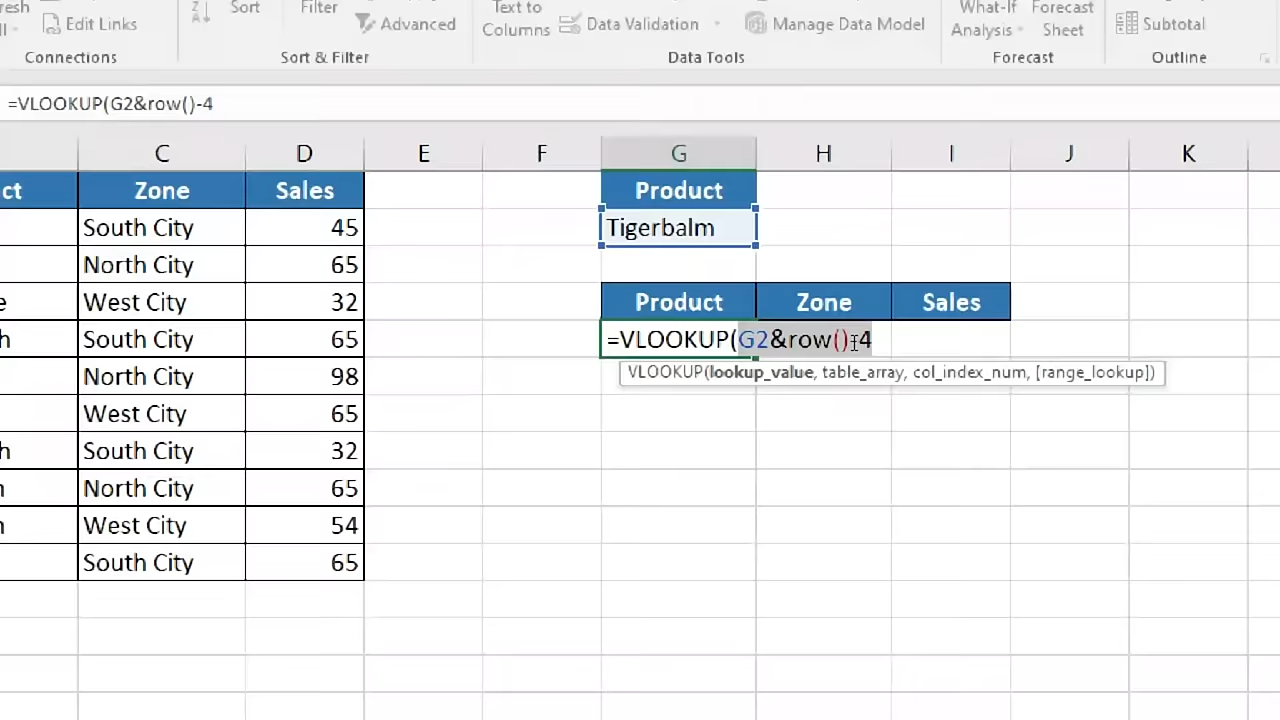 resh Edit Links Sort Filter Advanced Text to Columns Data Validation Manage Data Model What-If Analysis Forecast Sheet Subtotal
Connections Sort & Filter Data Tools Forecast Outline
=VLOOKUP(G2&row()-4
C D E F G H I J K
ct Zone Sales Product
South City 45 Tigerbalm
North City 65
e West City 32 Product Zone Sales
h South City 65 =VLOOKUP(G2&row()-4
North City 98 VLOOKUP(lookup_value, table_array, col_index_num, [range_lookup])
West City 65
h South City 32
n North City 65
n West City 54
South City 65